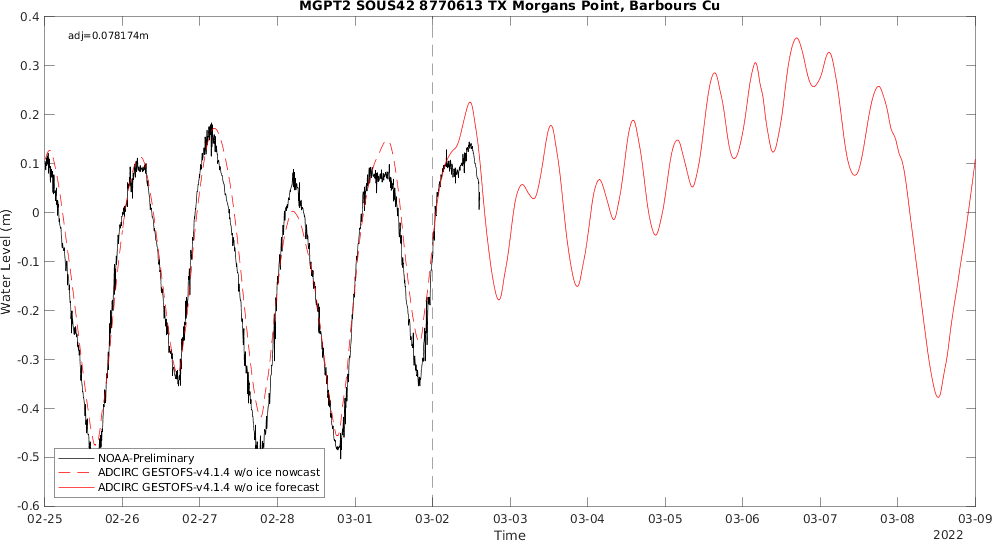 MGPT2 SOUS42 8770613 TX Morgans Point, Barbours Cu
adj=0.078174m
0.4
0.3
0.2
0.1
0
-0.1
-0.2
-0.3
-0.4
-0.5
-0.6
Water Level (m)
NOAA-Preliminary
ADCIRC GESTOFS-v4.1.4 w/o ice nowcast
ADCIRC GESTOFS-v4.1.4 w/o ice forecast
02-25 02-26 02-27 02-28 03-01 03-02 03-03 03-04 03-05 03-06 03-07 03-08 03-09
Time
2022